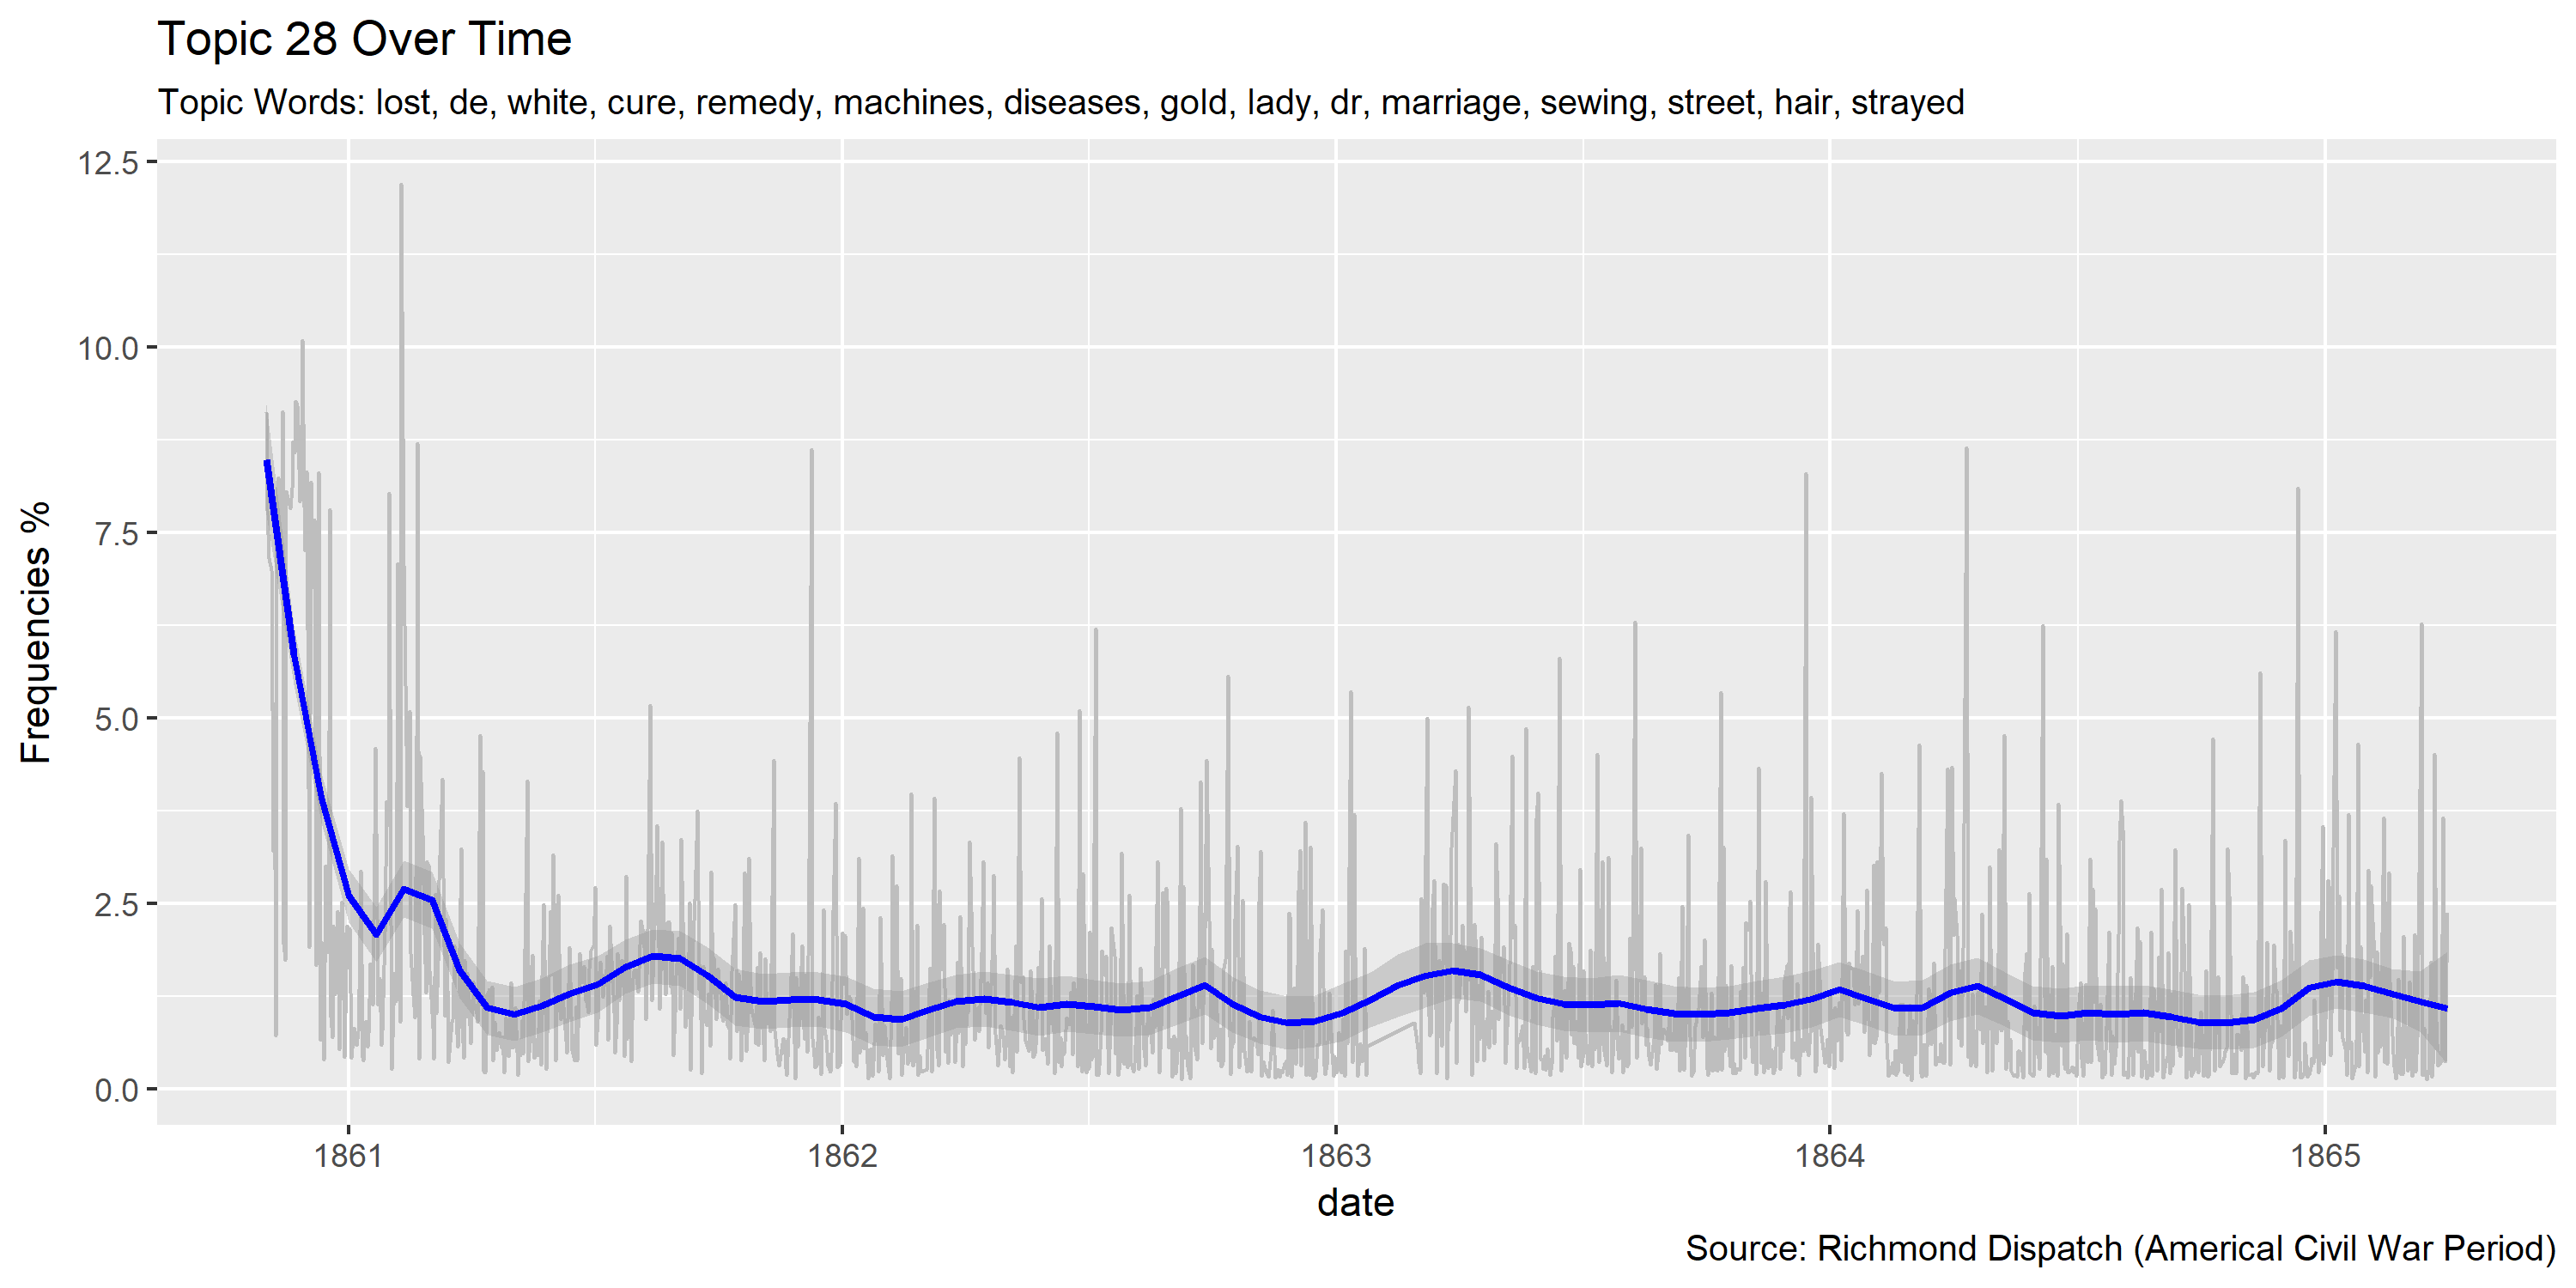 Topic 28 Over Time
Topic Words: lost, de, white, cure, remedy, machines, diseases, gold, lady, dr, marriage, sewing, street, hair, strayed
12.5
10.0
7.5
5.0
2.5
0.0
Frequencies %
1861 1862 1863 1864 1865
date
Source: Richmond Dispatch (Americal Civil War Period)